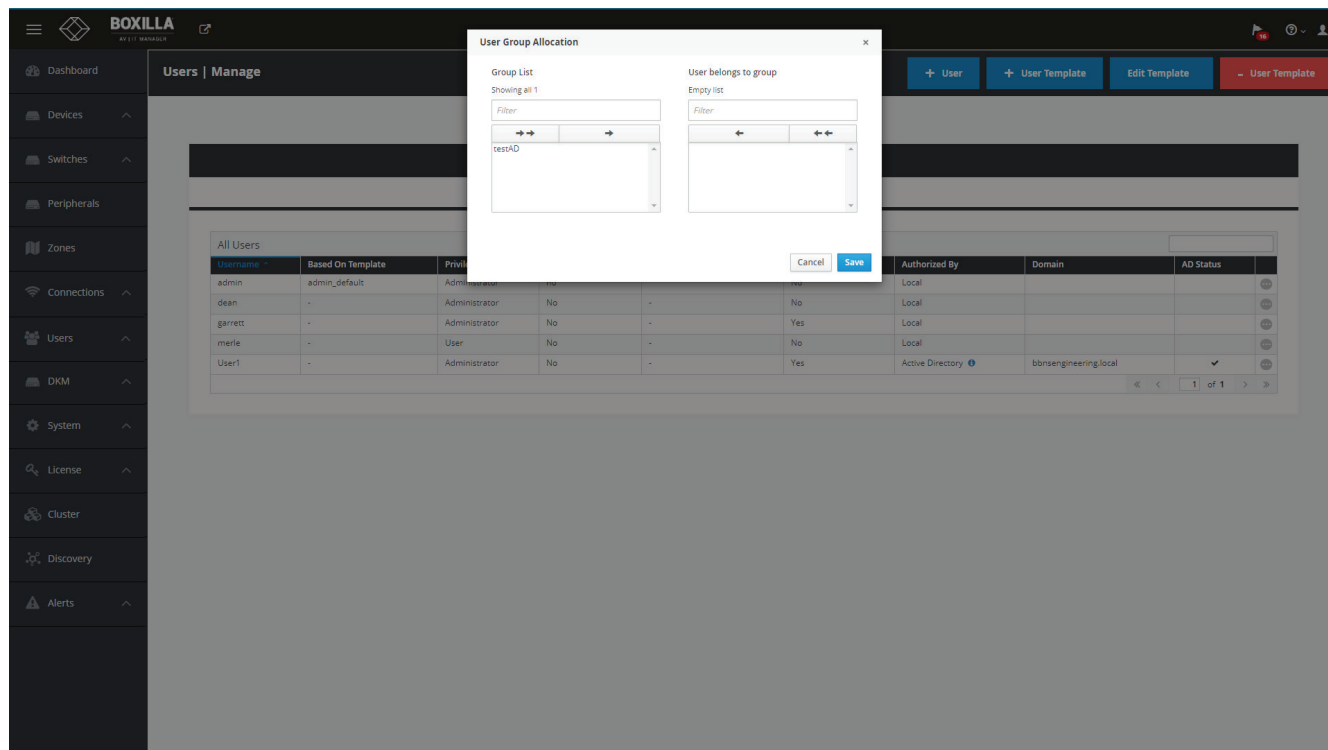 BOXILLA
AV | IT MANAGER
16
Dashboard
Devices
Switches
Peripherals
Zones
Connections
Users
DKM
System
License
Cluster
Discovery
Alerts
Users | Manage
+ User
+ User Template
Edit Template
- User Template
User Group Allocation
×
Group List
User belongs to group
Showing all 1
Empty list
Filter
Filter
testAD
Cancel
Save
All Users
Username Based On Template Authorized By Domain AD Status
admin admin_default Administrator No No Local
dean - Administrator No - No Local
garrett - Administrator No - Yes Local
merle - User No - No Local
User1 - Administrator No - Yes Active Directory bbnsengineering.local
1 of 1